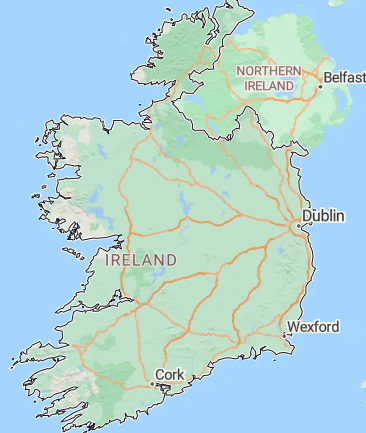 NORTHERN
IRELAND
Belfast
Dublin
IRELAND
Wexford
Cork